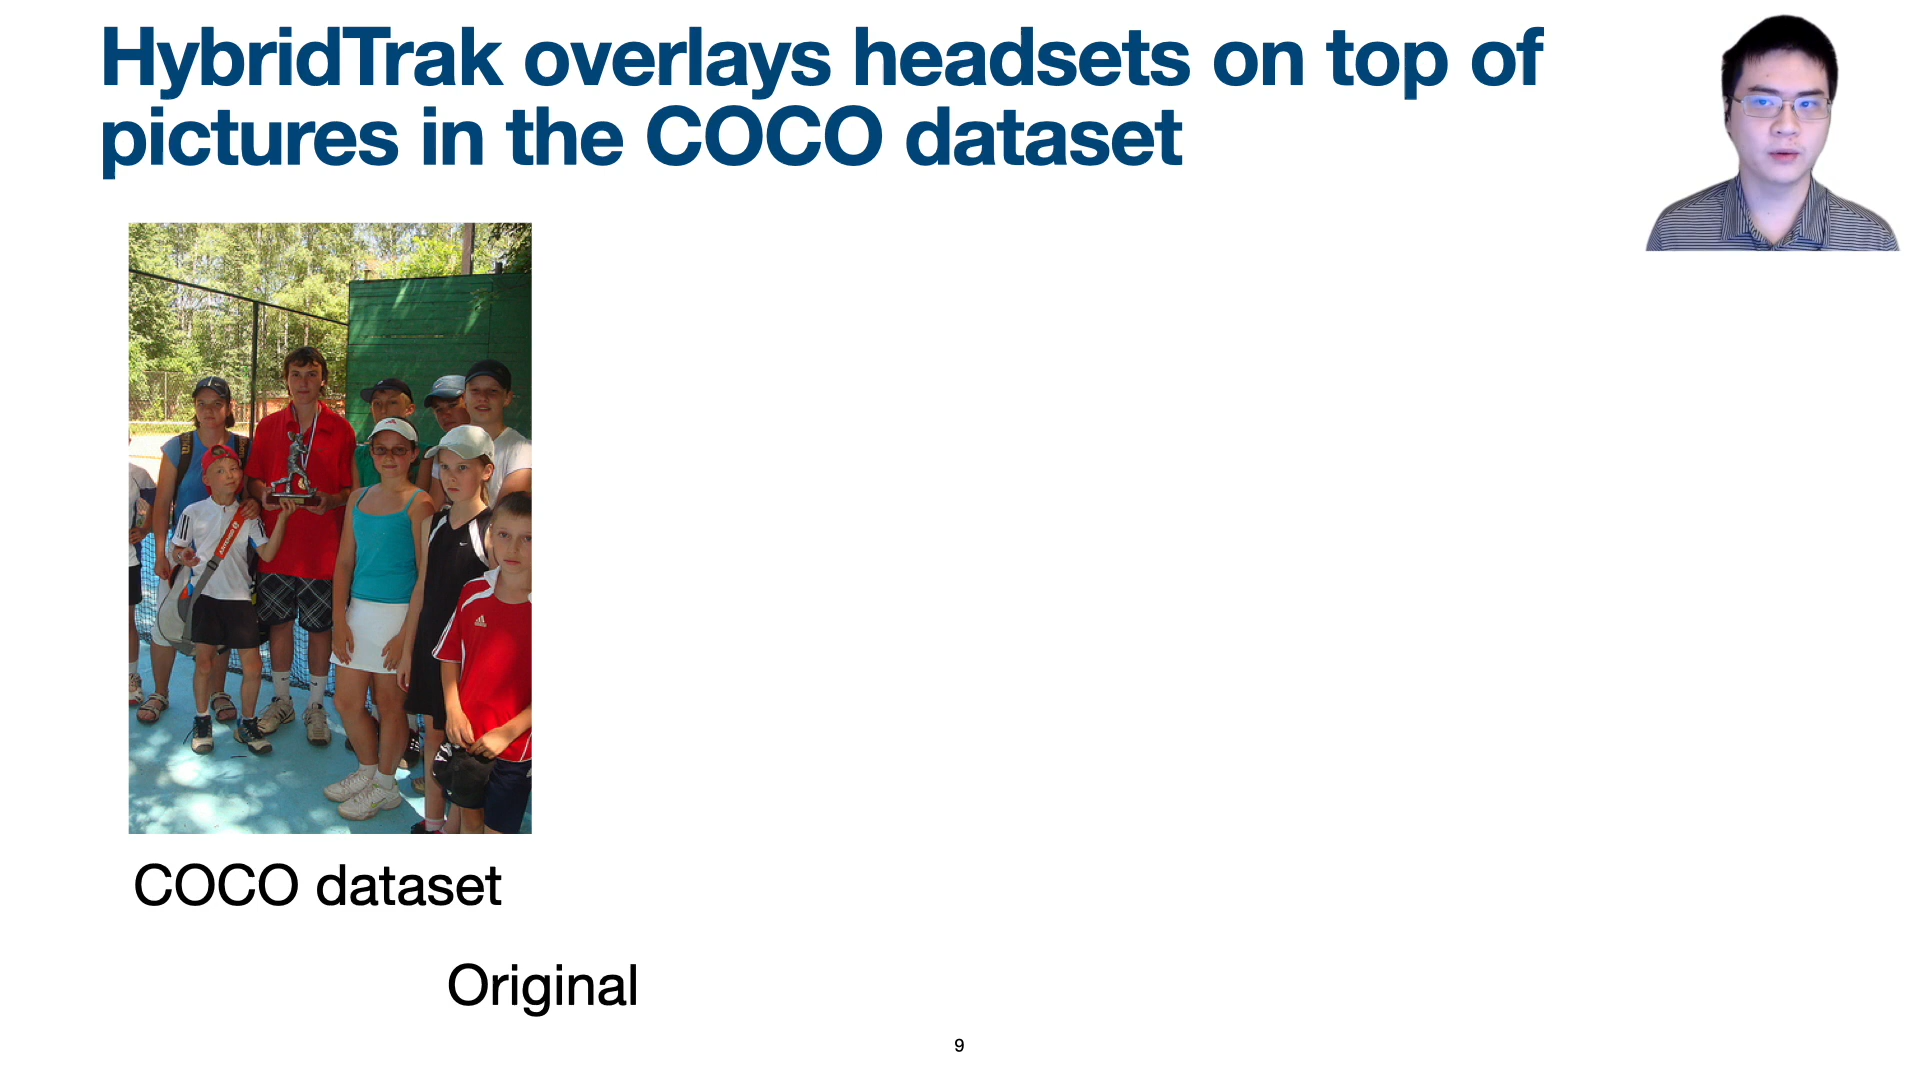 HybridTrak overlays headsets on top of
pictures in the COCO dataset
COCO dataset
Original
9